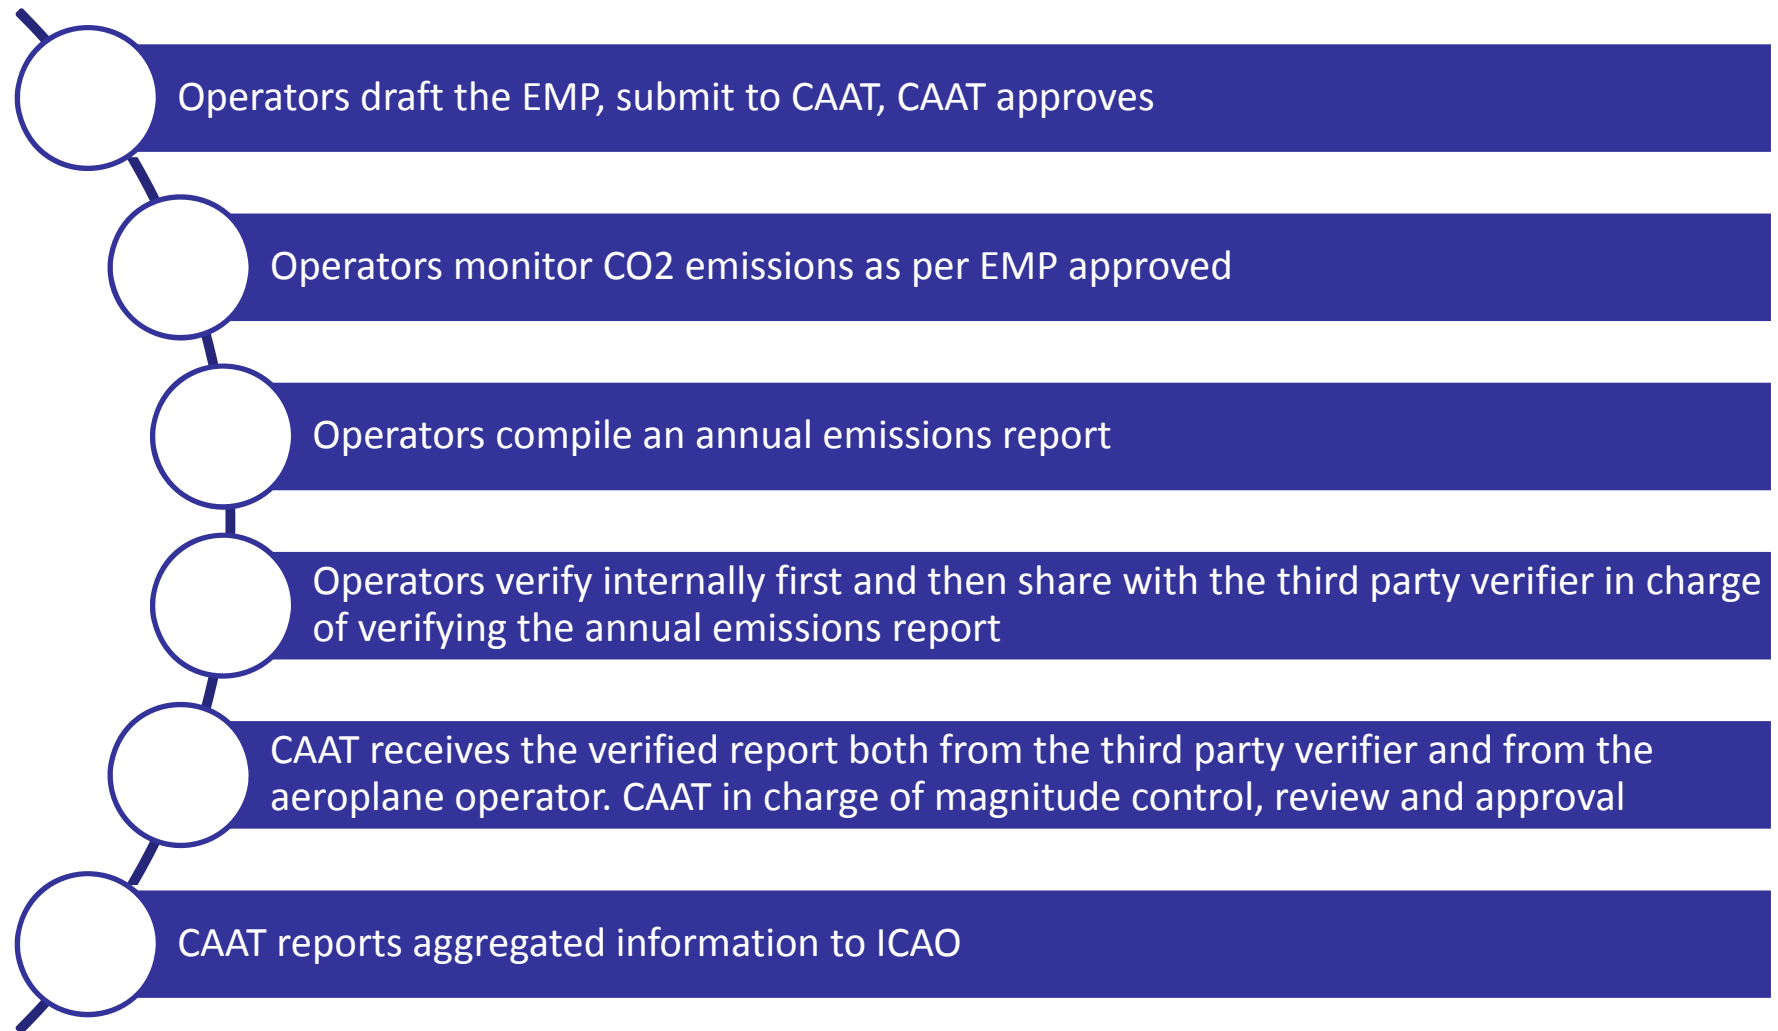 Operators draft the EMP, submit to CAAT, CAAT approves
Operators monitor CO2 emissions as per EMP approved
Operators compile an annual emissions report
Operators verify internally first and then share with the third party verifier in charge
of verifying the annual emissions report
CAAT receives the verified report both from the third party verifier and from the
aeroplane operator. CAAT in charge of magnitude control, review and approval
CAAT reports aggregated information to ICAO